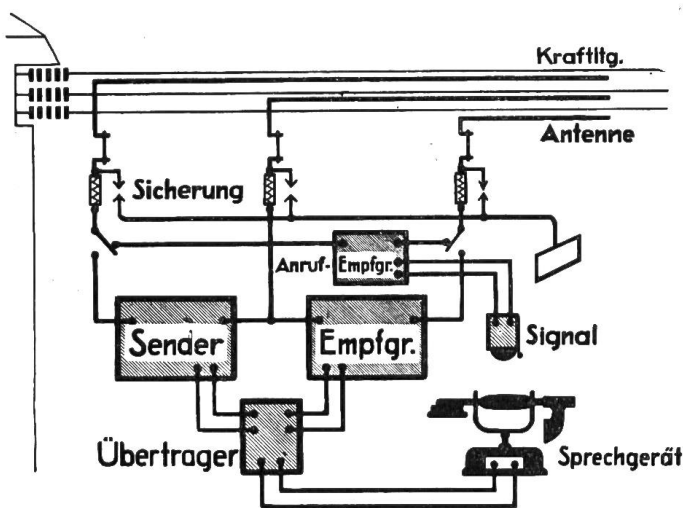 Kraftltg.
Antenne
Sicherung
Anruf-Empfgr.
Sender
Empfgr.
Signal
Übertrager
Sprechgerät